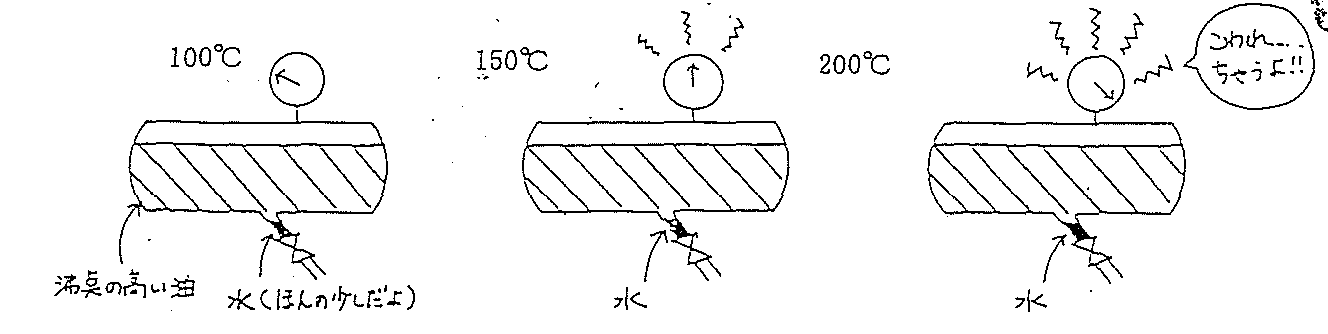 100℃
150℃
200℃
こわれ....
ちゃうよ!!
沸点の高い油
水(ほんの少しだよ)
水
水